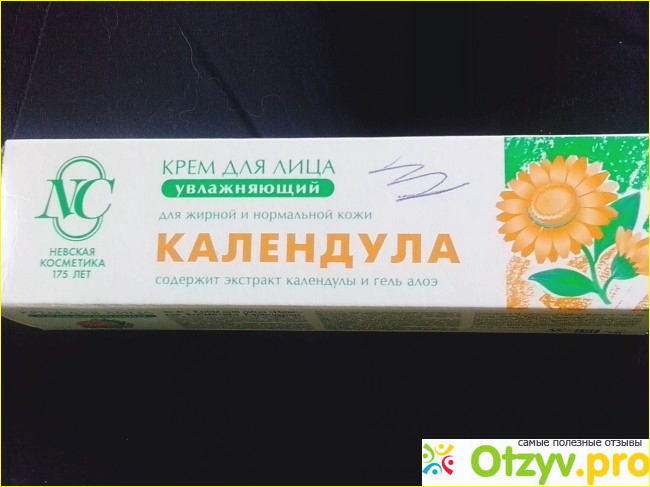 NC
НЕВСКАЯ
КОСМЕТИКА
175 ЛЕТ
КРЕМ ДЛЯ ЛИЦА
увлажняющий
для жирной и нормальной кожи
КАЛЕНДУЛА
содержит экстракт календулы и гель алоэ
самые полезные отзывы
Otzyv.pro